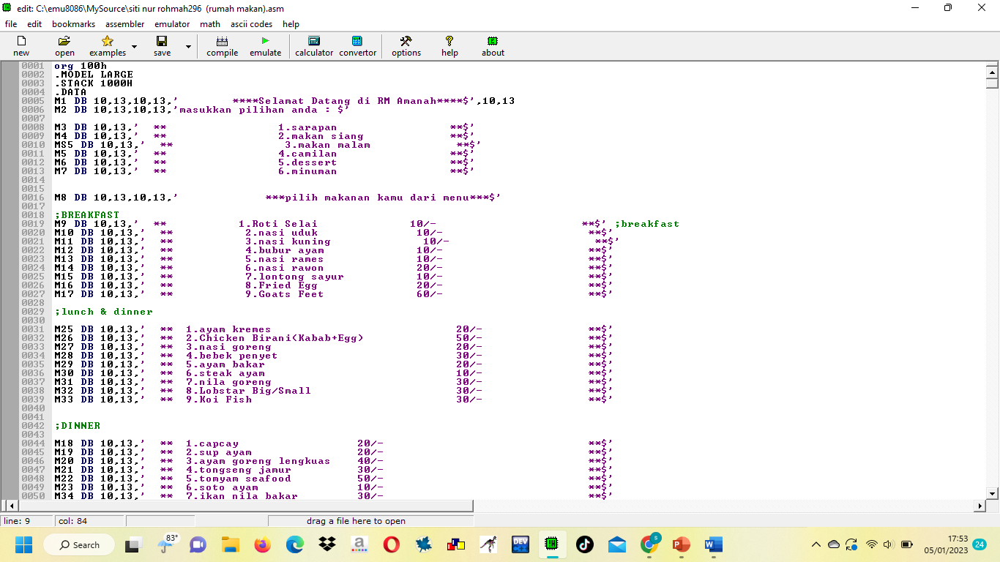 edit: C:\emu8086\MySource\siti nur rohmah296 (rumah makan).asm
file edit bookmarks assembler emulator math ascii codes help
new open examples save compile emulate calculator convertor options help about
0001 org 100h
0002 .MODEL LARGE
0003 .STACK 1000H
0004 .DATA
0005 M1 DB 10,13,10,13,' ****Selamat Datang di RM Amanah****$',10,13
0006 M2 DB 10,13,10,13,'masukkan pilihan anda : $'
0007
0008 M3 DB 10,13,' ** 1.sarapan **$'
0009 M4 DB 10,13,' ** 2.makan siang **$'
0010 MS5 DB 10,13,' ** 3.makan malam **$'
0011 M5 DB 10,13,' ** 4.camilan **$'
0012 M6 DB 10,13,' ** 5.dessert **$'
0013 M7 DB 10,13,' ** 6.minuman **$'
0014
0015
0016 M8 DB 10,13,10,13,' ***pilih makanan kamu dari menu***$'
0017
0018 ;BREAKFAST
0019 M9 DB 10,13,' ** 1.Roti Selai 10/- **$' ;breakfast
0020 M10 DB 10,13,' ** 2.nasi uduk 10/- **$'
0021 M11 DB 10,13,' ** 3.nasi kuning 10/- **$'
0022 M12 DB 10,13,' ** 4.bubur ayam 10/- **$'
0023 M13 DB 10,13,' ** 5.nasi rames 10/- **$'
0024 M14 DB 10,13,' ** 6.nasi rawon 20/- **$'
0025 M15 DB 10,13,' ** 7.lontong sayur 10/- **$'
0026 M16 DB 10,13,' ** 8.Fried Egg 20/- **$'
0027 M17 DB 10,13,' ** 9.Goats Feet 60/- **$'
0028
0029 ;lunch & dinner
0030
0031 M25 DB 10,13,' ** 1.ayam kremes 20/- **$'
0032 M26 DB 10,13,' ** 2.Chicken Birani(Kabab+Egg) 50/- **$'
0033 M27 DB 10,13,' ** 3.nasi goreng 20/- **$'
0034 M28 DB 10,13,' ** 4.bebek penyet 30/- **$'
0035 M29 DB 10,13,' ** 5.ayam bakar 20/- **$'
0036 M30 DB 10,13,' ** 6.steak ayam 10/- **$'
0037 M31 DB 10,13,' ** 7.nila goreng 30/- **$'
0038 M32 DB 10,13,' ** 8.Lobstar Big/Small 30/- **$'
0039 M33 DB 10,13,' ** 9.Koi Fish 30/- **$'
0040
0041
0042 ;DINNER
0043
0044 M18 DB 10,13,' ** 1.capcay 20/- **$'
0045 M19 DB 10,13,' ** 2.sup ayam 20/- **$'
0046 M20 DB 10,13,' ** 3.ayam goreng lengkuas 40/- **$'
0047 M21 DB 10,13,' ** 4.tongseng jamur 30/- **$'
0048 M22 DB 10,13,' ** 5.tomyam seafood 50/- **$'
0049 M23 DB 10,13,' ** 6.soto ayam 10/- **$'
0050 M34 DB 10,13,' ** 7.ikan nila bakar 30/- **$'
line: 9 col: 84 drag a file here to open
Search 83° a DEV S P W 17:53
05/01/2023 24